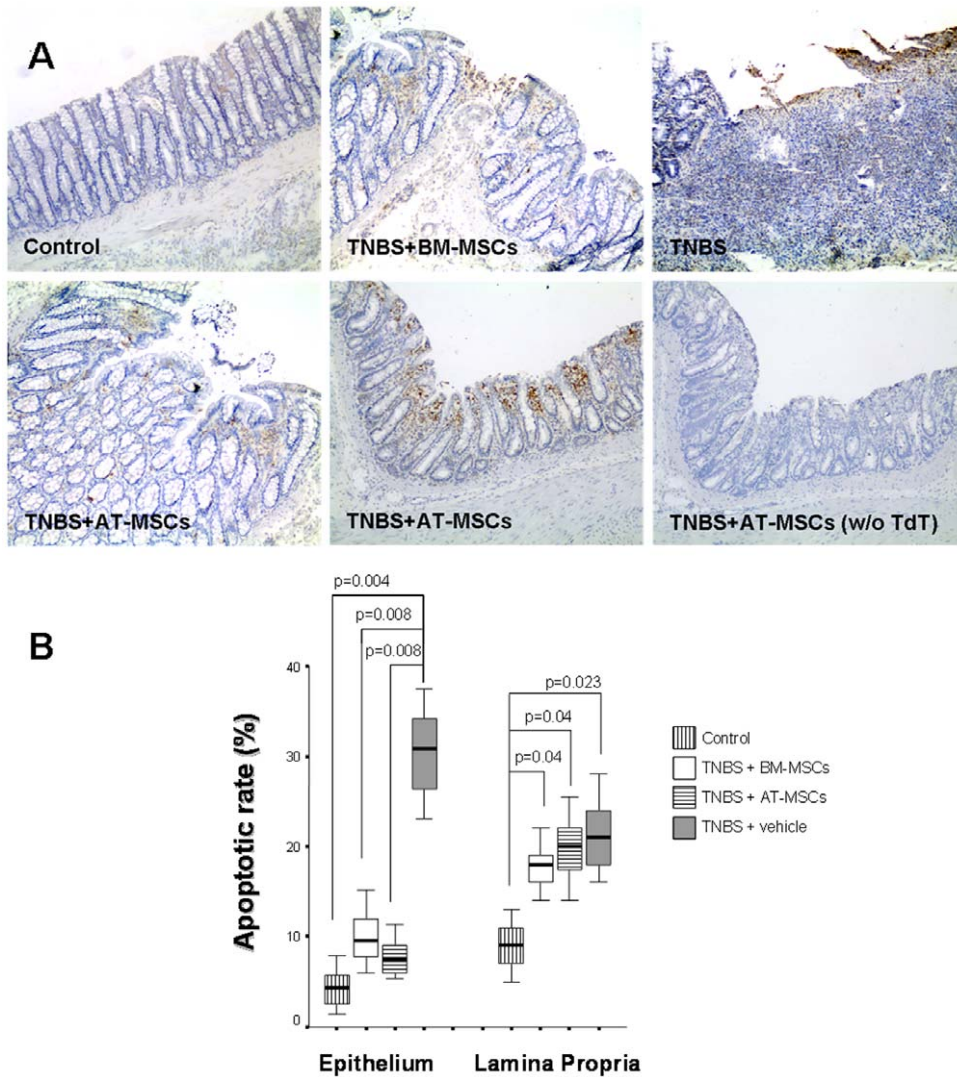 A
Control
TNBS+BM-MSCs
TNBS
TNBS+AT-MSCs
TNBS+AT-MSCs
TNBS+AT-MSCs (w/o TdT)
B
p=0.004
p=0.008
p=0.008
p=0.023
p=0.04
p=0.04
Apoptotic rate (%)
40
30
20
10
0
Epithelium
Lamina Propria
Control
TNBS + BM-MSCs
TNBS + AT-MSCs
TNBS + vehicle